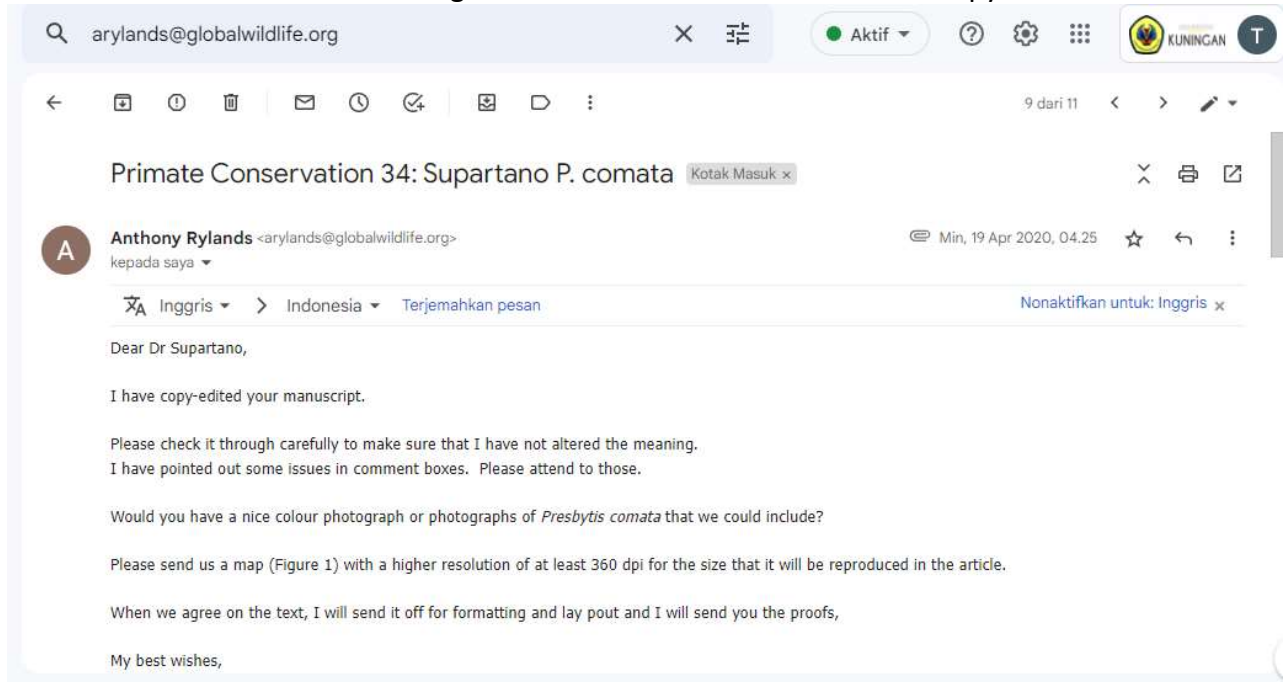 arylands@globalwildlife.org
Aktif
KUNINGAN
T
9 dari 11
Primate Conservation 34: Supartano P. comata Kotak Masuk ×
A
Anthony Rylands <arylands@globalwildlife.org>
Min, 19 Apr 2020, 04.25
kepada saya
Inggris > Indonesia Terjemahkan pesan
Nonaktifkan untuk: Inggris ×
Dear Dr Supartano,
I have copy-edited your manuscript.
Please check it through carefully to make sure that I have not altered the meaning.
I have pointed out some issues in comment boxes. Please attend to those.
Would you have a nice colour photograph or photographs of Presbytis comata that we could include?
Please send us a map (Figure 1) with a higher resolution of at least 360 dpi for the size that it will be reproduced in the article.
When we agree on the text, I will send it off for formatting and lay pout and I will send you the proofs,
My best wishes,